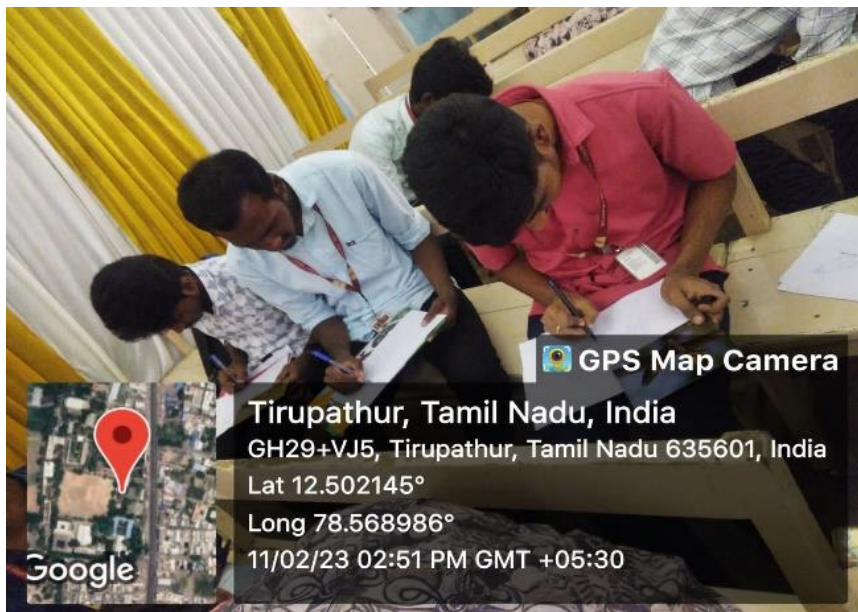 GPS Map Camera
Tirupathur, Tamil Nadu, India
GH29+VJ5, Tirupathur, Tamil Nadu 635601, India
Lat 12.502145°
Long 78.568986°
11/02/23 02:51 PM GMT +05:30
Google